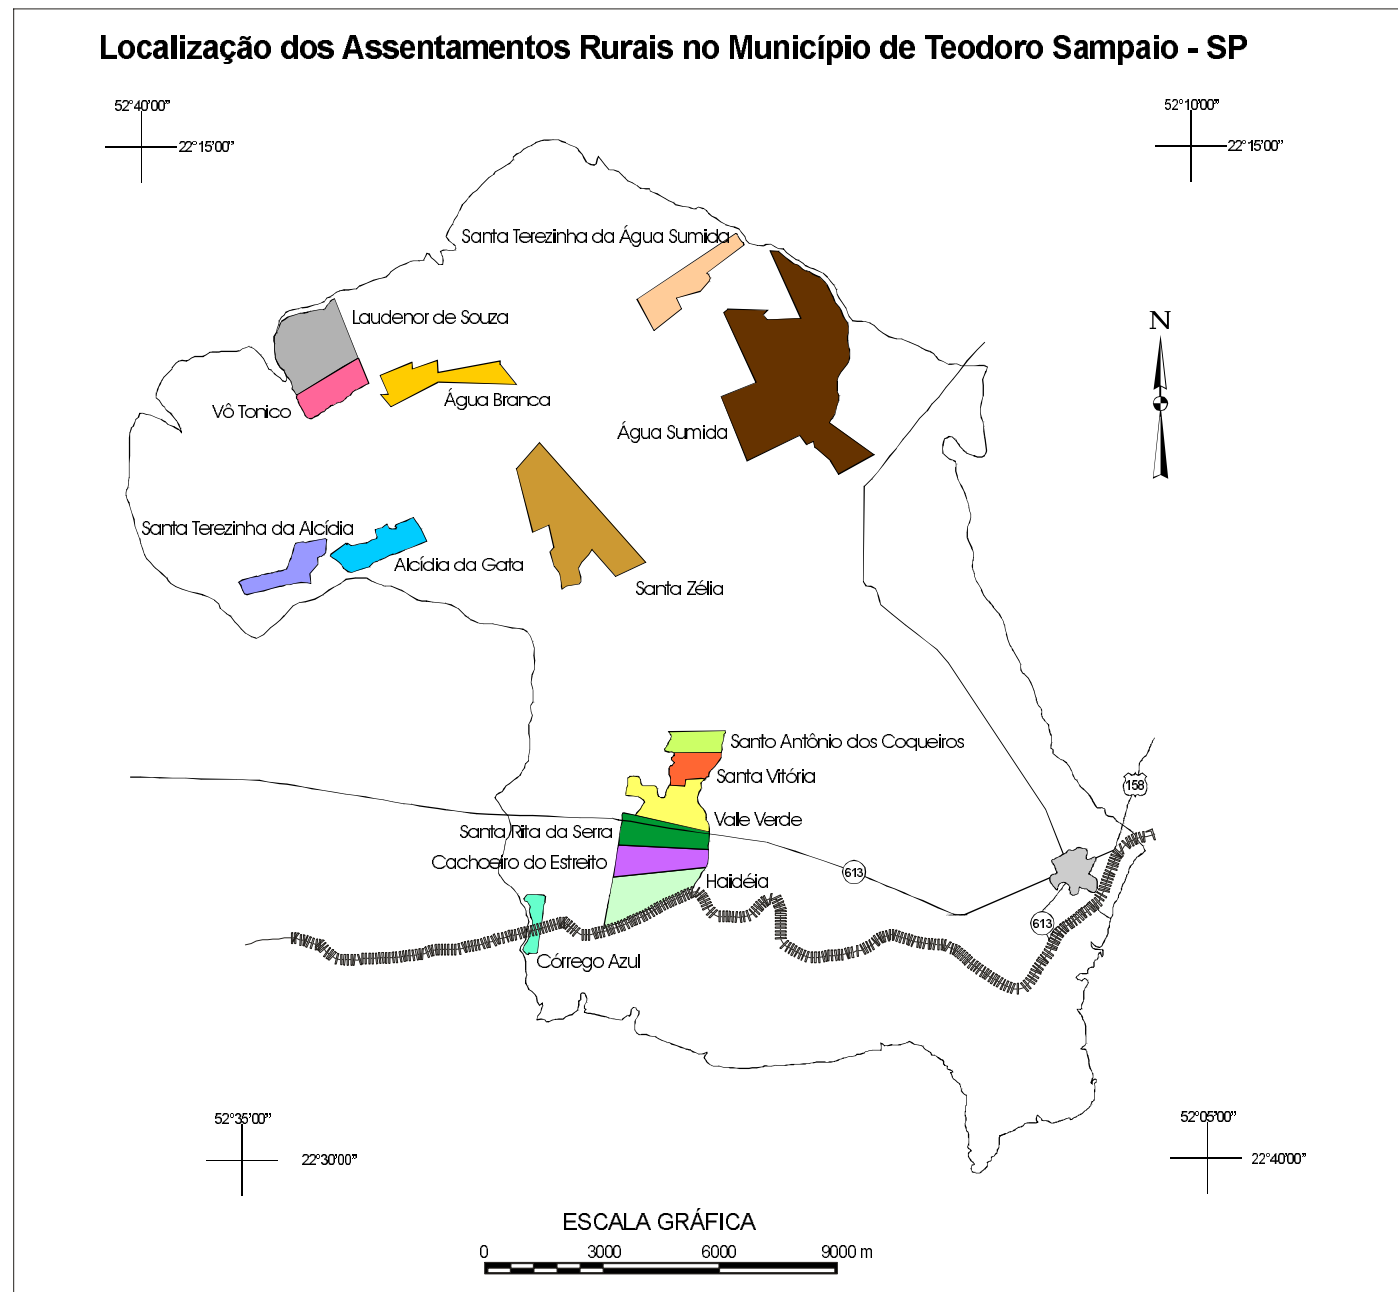 Localização dos Assentamentos Rurais no Município de Teodoro Sampaio - SP
52°40'00"
22°15'00"
52°10'00"
22°15'00"
Santa Terezinha da Água Sumida
Laudenor de Souza
N
Água Branca
Vô Tonico
Água Sumida
Santa Terezinha da Alcídia
Alcídia da Gata
Santa Zélia
Santo Antônio dos Coqueiros
Santa Vitória
158
Valle Verde
Santa Rita da Serra
Cachoeiro do Estreito
613
Haidéia
613
Córrego Azul
52°35'00"
22°30'00"
52°05'00"
22°40'00"
ESCALA GRÁFICA
0 3000 6000 9000 m